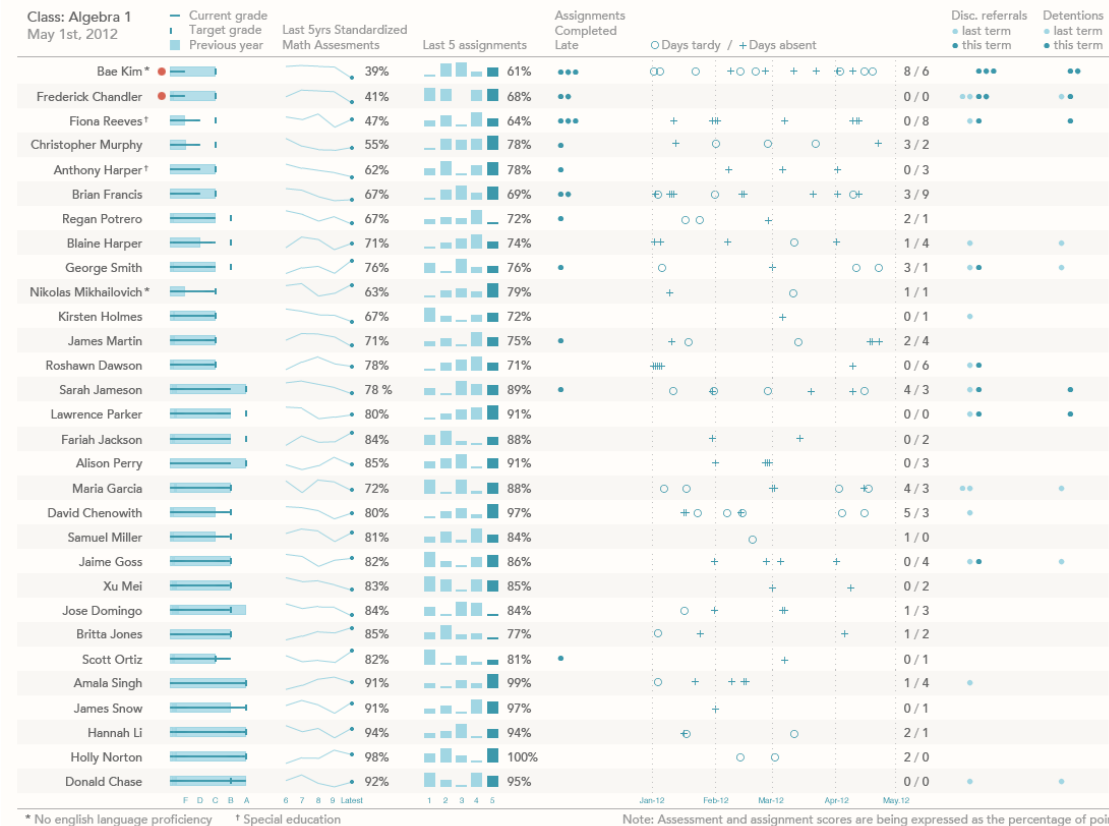 Class: Algebra 1
May 1st, 2012
Current grade
Target grade
Previous year
Last 5yrs Standardized
Math Assesments
Last 5 assignments
Assignments
Completed
Late
Days tardy / + Days absent
Disc. referrals
last term
this term
Detentions
last term
this term
Bae Kim* 39% 61% 8 / 6
Frederick Chandler 41% 68% 0 / 0
Fiona Reeves† 47% 64% 0 / 8
Christopher Murphy 55% 78% 3 / 2
Anthony Harper† 62% 78% 0 / 3
Brian Francis 67% 69% 3 / 9
Regan Potrero 67% 72% 2 / 1
Blaine Harper 71% 74% 1 / 4
George Smith 76% 76% 3 / 1
Nikolas Mikhailovich* 63% 79% 1 / 1
Kirsten Holmes 67% 72% 0 / 1
James Martin 71% 75% 2 / 4
Roshawn Dawson 78% 71% 0 / 6
Sarah Jameson 78 % 89% 4 / 3
Lawrence Parker 80% 91% 0 / 0
Fariah Jackson 84% 88% 0 / 2
Alison Perry 85% 91% 0 / 3
Maria Garcia 72% 88% 4 / 3
David Chenowith 80% 97% 5 / 3
Samuel Miller 81% 84% 1 / 0
Jaime Goss 82% 86% 0 / 4
Xu Mei 83% 85% 0 / 2
Jose Domingo 84% 84% 1 / 3
Britta Jones 85% 77% 1 / 2
Scott Ortiz 82% 81% 0 / 1
Amala Singh 91% 99% 1 / 4
James Snow 91% 97% 0 / 1
Hannah Li 94% 94% 2 / 1
Holly Norton 98% 100% 2 / 0
Donald Chase 92% 95% 0 / 0
F D C B A 6 7 8 9 Latest 1 2 3 4 5 Jan-12 Feb-12 Mar-12 Apr-12 May.12
* No english language proficiency † Special education Note: Assessment and assignment scores are being expressed as the percentage of poi